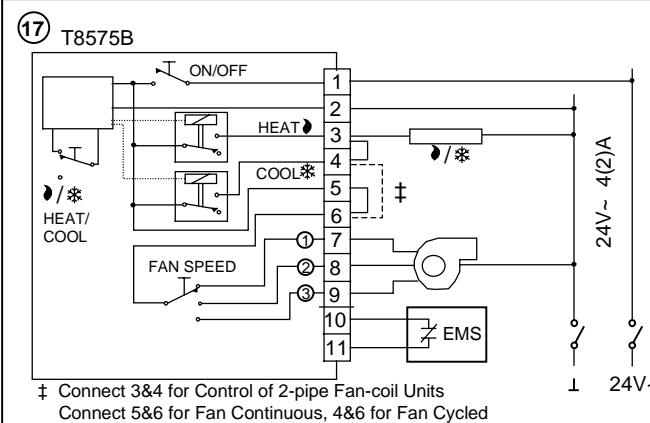 17 T8575B
ON/OFF
1
2
HEAT 3
4
COOL
5
‡
6
/
HEAT/
COOL
/
24V~ 4(2)A
FAN SPEED
1 7
2 8
3 9
10
EMS
11
‡ Connect 3&4 for Control of 2-pipe Fan-coil Units
Connect 5&6 for Fan Continuous, 4&6 for Fan Cycled
⊥ 24V~